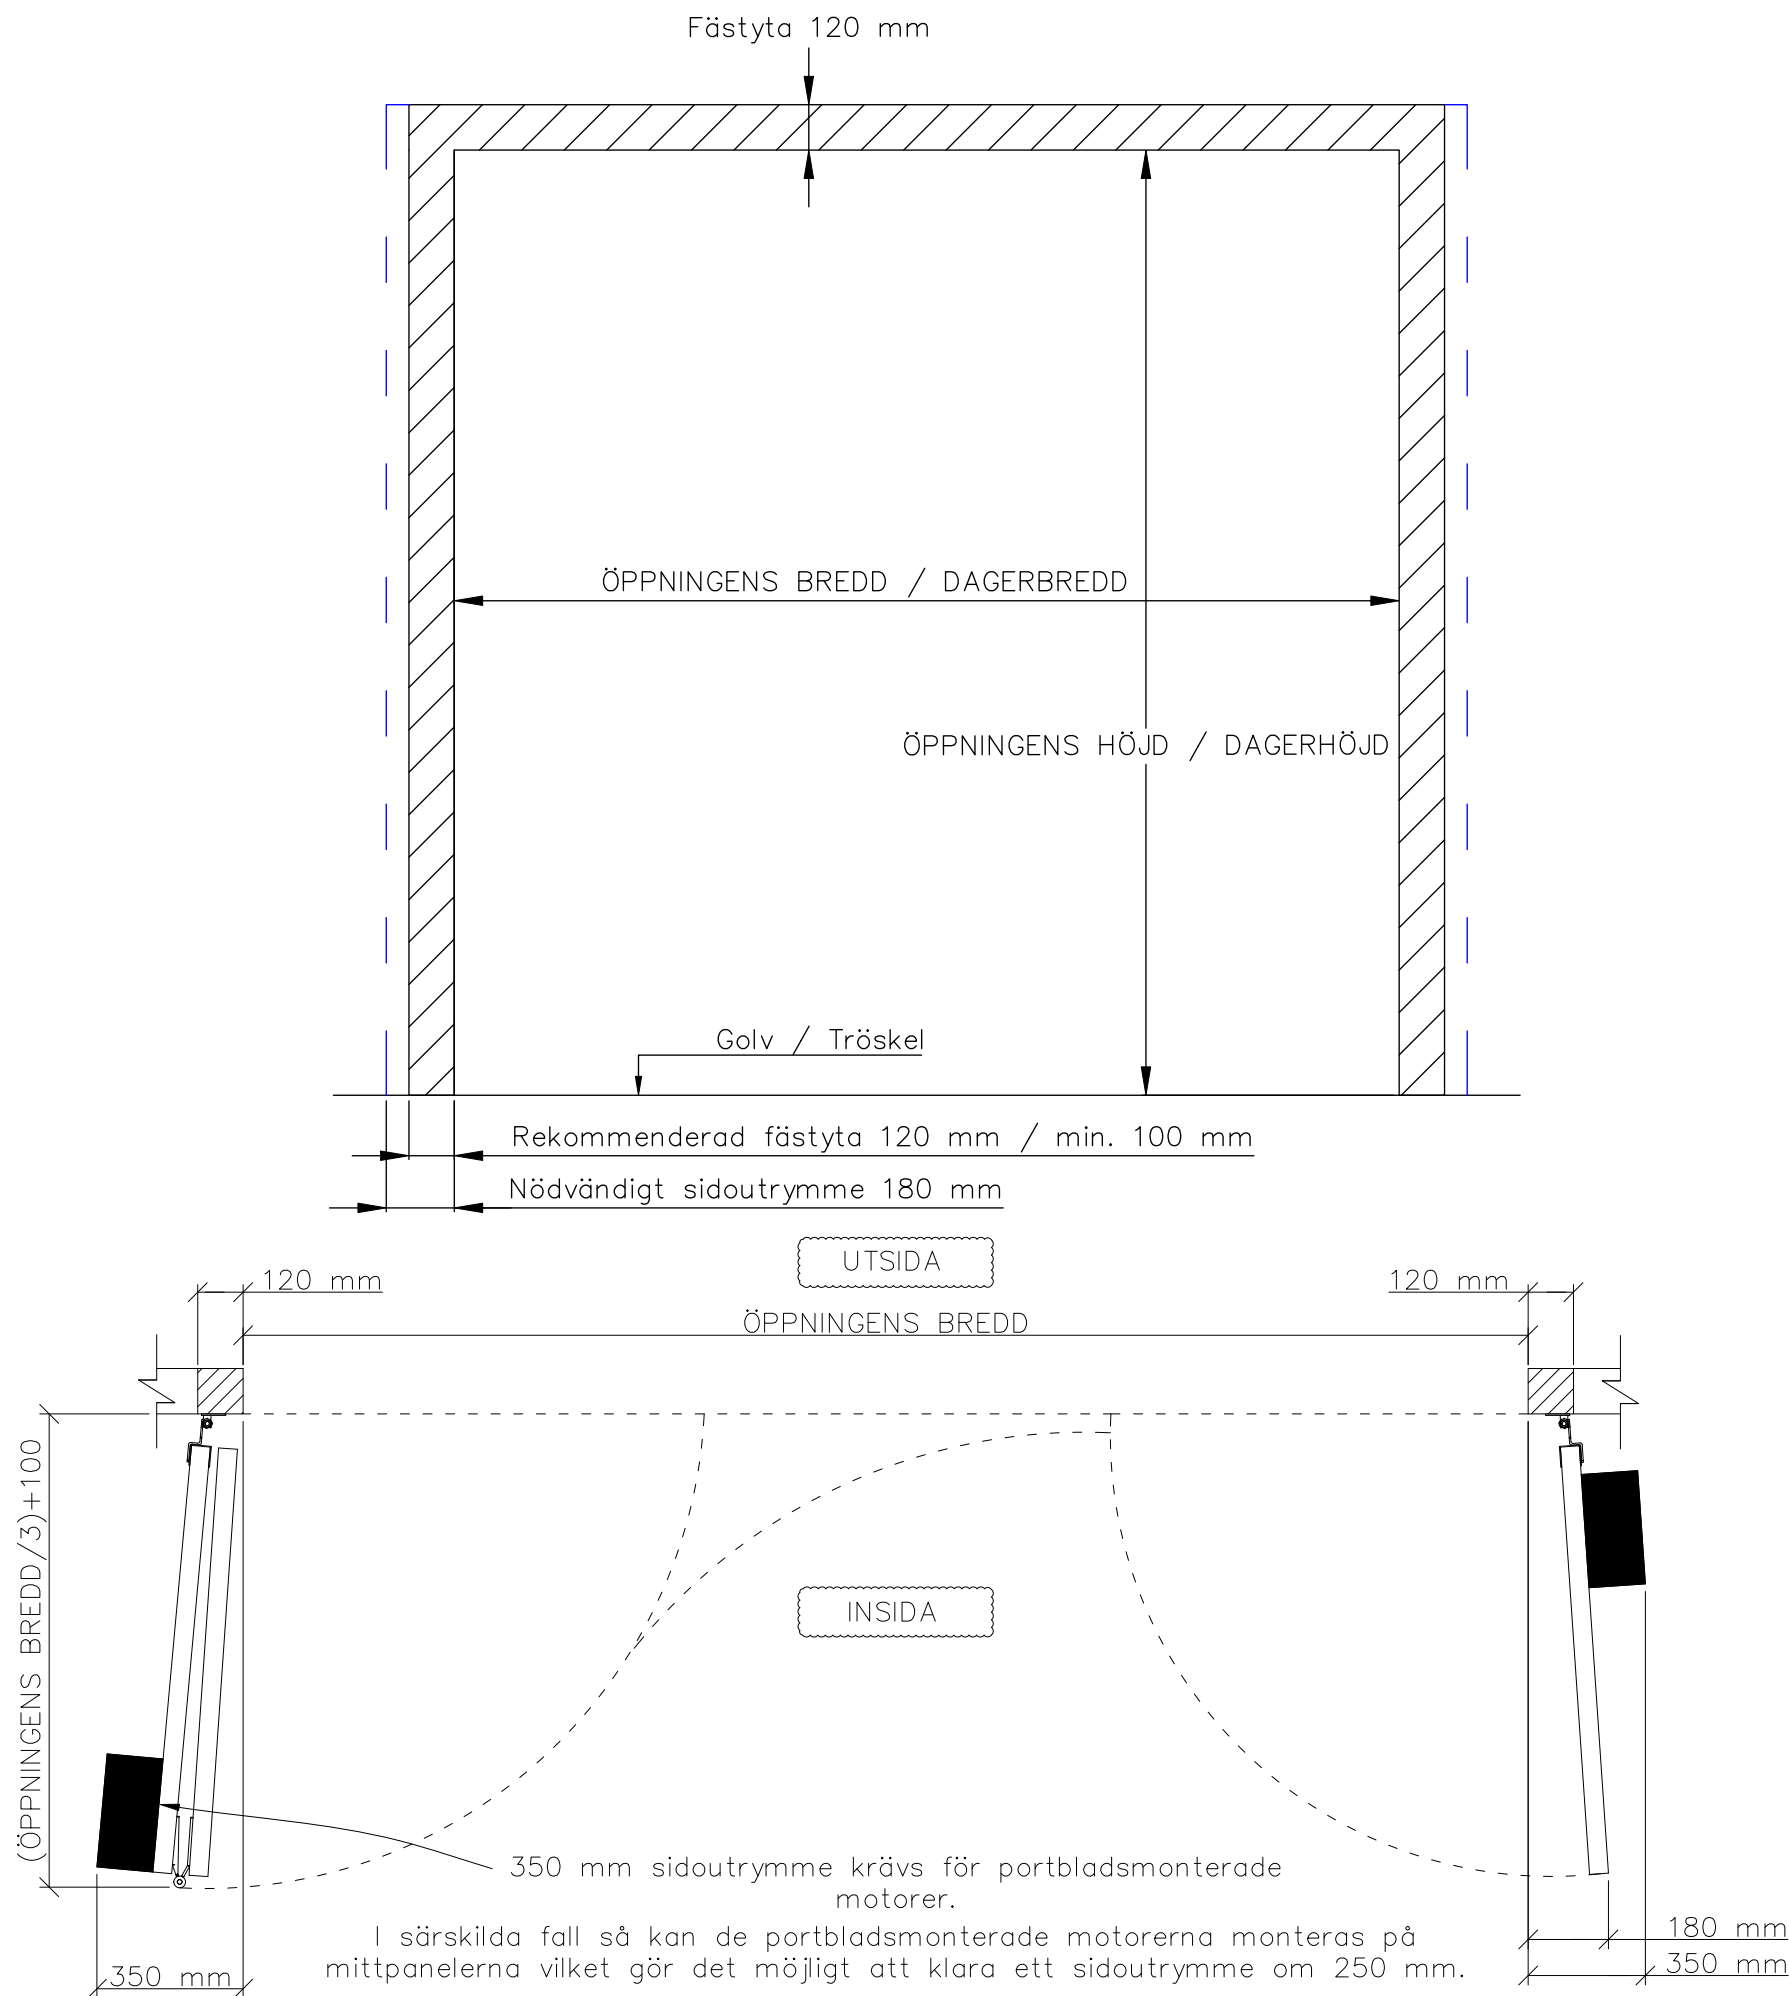 Fästyta 120 mm
ÖPPNINGENS BREDD / DAGERBREDD
ÖPPNINGENS HÖJD / DAGERHÖJD
Golv / Tröskel
Rekommenderad fästyta 120 mm / min. 100 mm
Nödvändigt sidoutrymme 180 mm
UTSIDA
120 mm
120 mm
ÖPPNINGENS BREDD
(ÖPPNINGENS BREDD/3)+100
INSIDA
350 mm sidoutrymme krävs för portbladsmonterade
motorer.
I särskilda fall så kan de portbladsmonterade motorerna monteras på
mittpanelerna vilket gör det möjligt att klara ett sidoutrymme om 250 mm.
180 mm
350 mm
350 mm